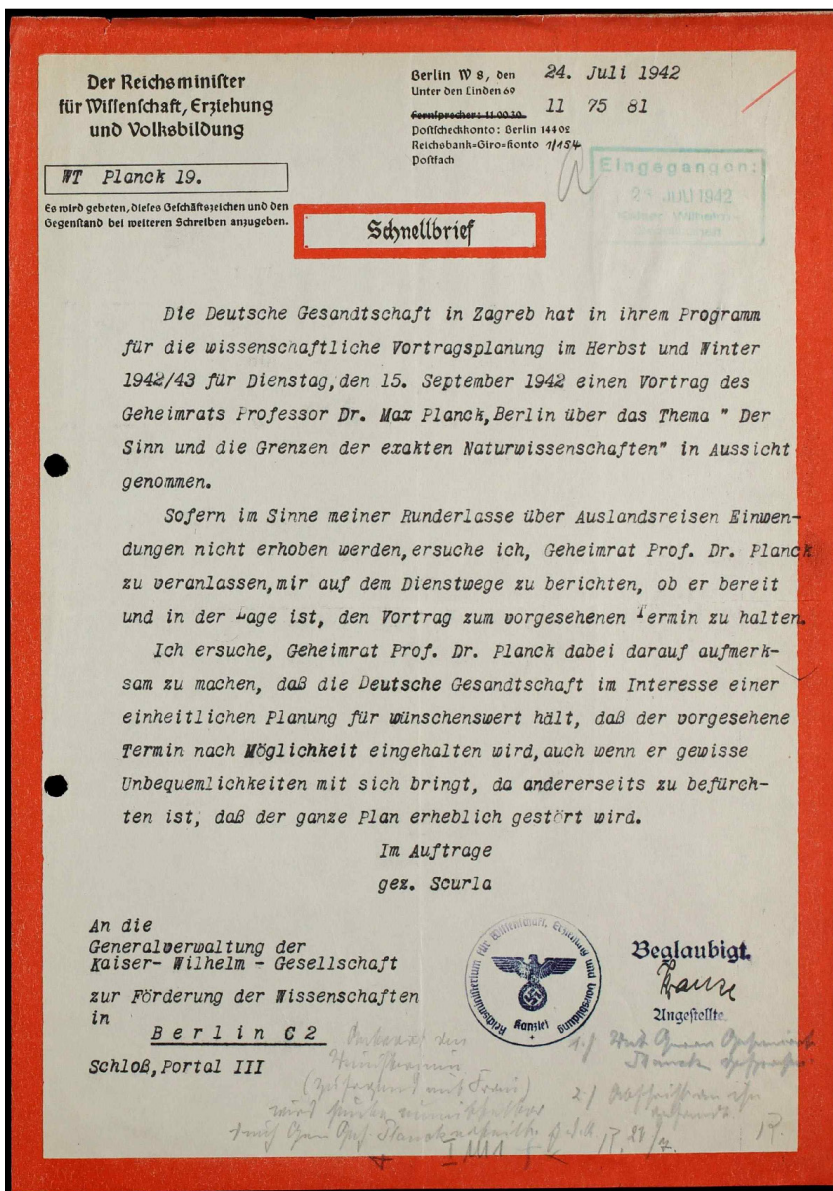 Der Reichsminister
für Wissenschaft, Erziehung
und Volksbildung
WT Planck 19.
Es wird gebeten, dieses Geschäftszeichen und den
Gegenstand bei weiteren Schreiben anzugeben.
Berlin W 8, den 24. Juli 1942
Unter den Linden 69
Fernsprecher: 11 00 30 11 75 81
Postscheckkonto: Berlin 14402
Reichsbank=Giro=Konto 1/154
Postfach
Eingegangen:
JULI 1942
Kaiser Wilhelm-
Schnellbrief
Die Deutsche Gesandtschaft in Zagreb hat in ihrem Programm
für die wissenschaftliche Vortragsplanung im Herbst und Winter
1942/43 für Dienstag, den 15. September 1942 einen Vortrag des
Geheimrats Professor Dr. Max Planck, Berlin über das Thema " Der
Sinn und die Grenzen der exakten Naturwissenschaften" in Aussicht
genommen.
Sofern im Sinne meiner Runderlasse über Auslandsreisen Einwen-
dungen nicht erhoben werden, ersuche ich, Geheimrat Prof. Dr. Planck
zu veranlassen, mir auf dem Dienstwege zu berichten, ob er bereit
und in der Lage ist, den Vortrag zum vorgesehenen Termin zu halten.
Ich ersuche, Geheimrat Prof. Dr. Planck dabei darauf aufmerk-
sam zu machen, daß die Deutsche Gesandtschaft im Interesse einer
einheitlichen Planung für wünschenswert hält, daß der vorgesehene
Termin nach Möglichkeit eingehalten wird, auch wenn er gewisse
Unbequemlichkeiten mit sich bringt, da andererseits zu befürch-
ten ist, daß der ganze Plan erheblich gestört wird.
Im Auftrage
gez. Scurla
An die
Generalverwaltung der
Kaiser- Wilhelm - Gesellschaft
zur Förderung der Wissenschaften
in
Berlin C 2
Schloß, Portal III
Reichsministerium für Wissenschaft, Erziehung und Volksbildung
Kanzlei
Beglaubigt.
Angestellte